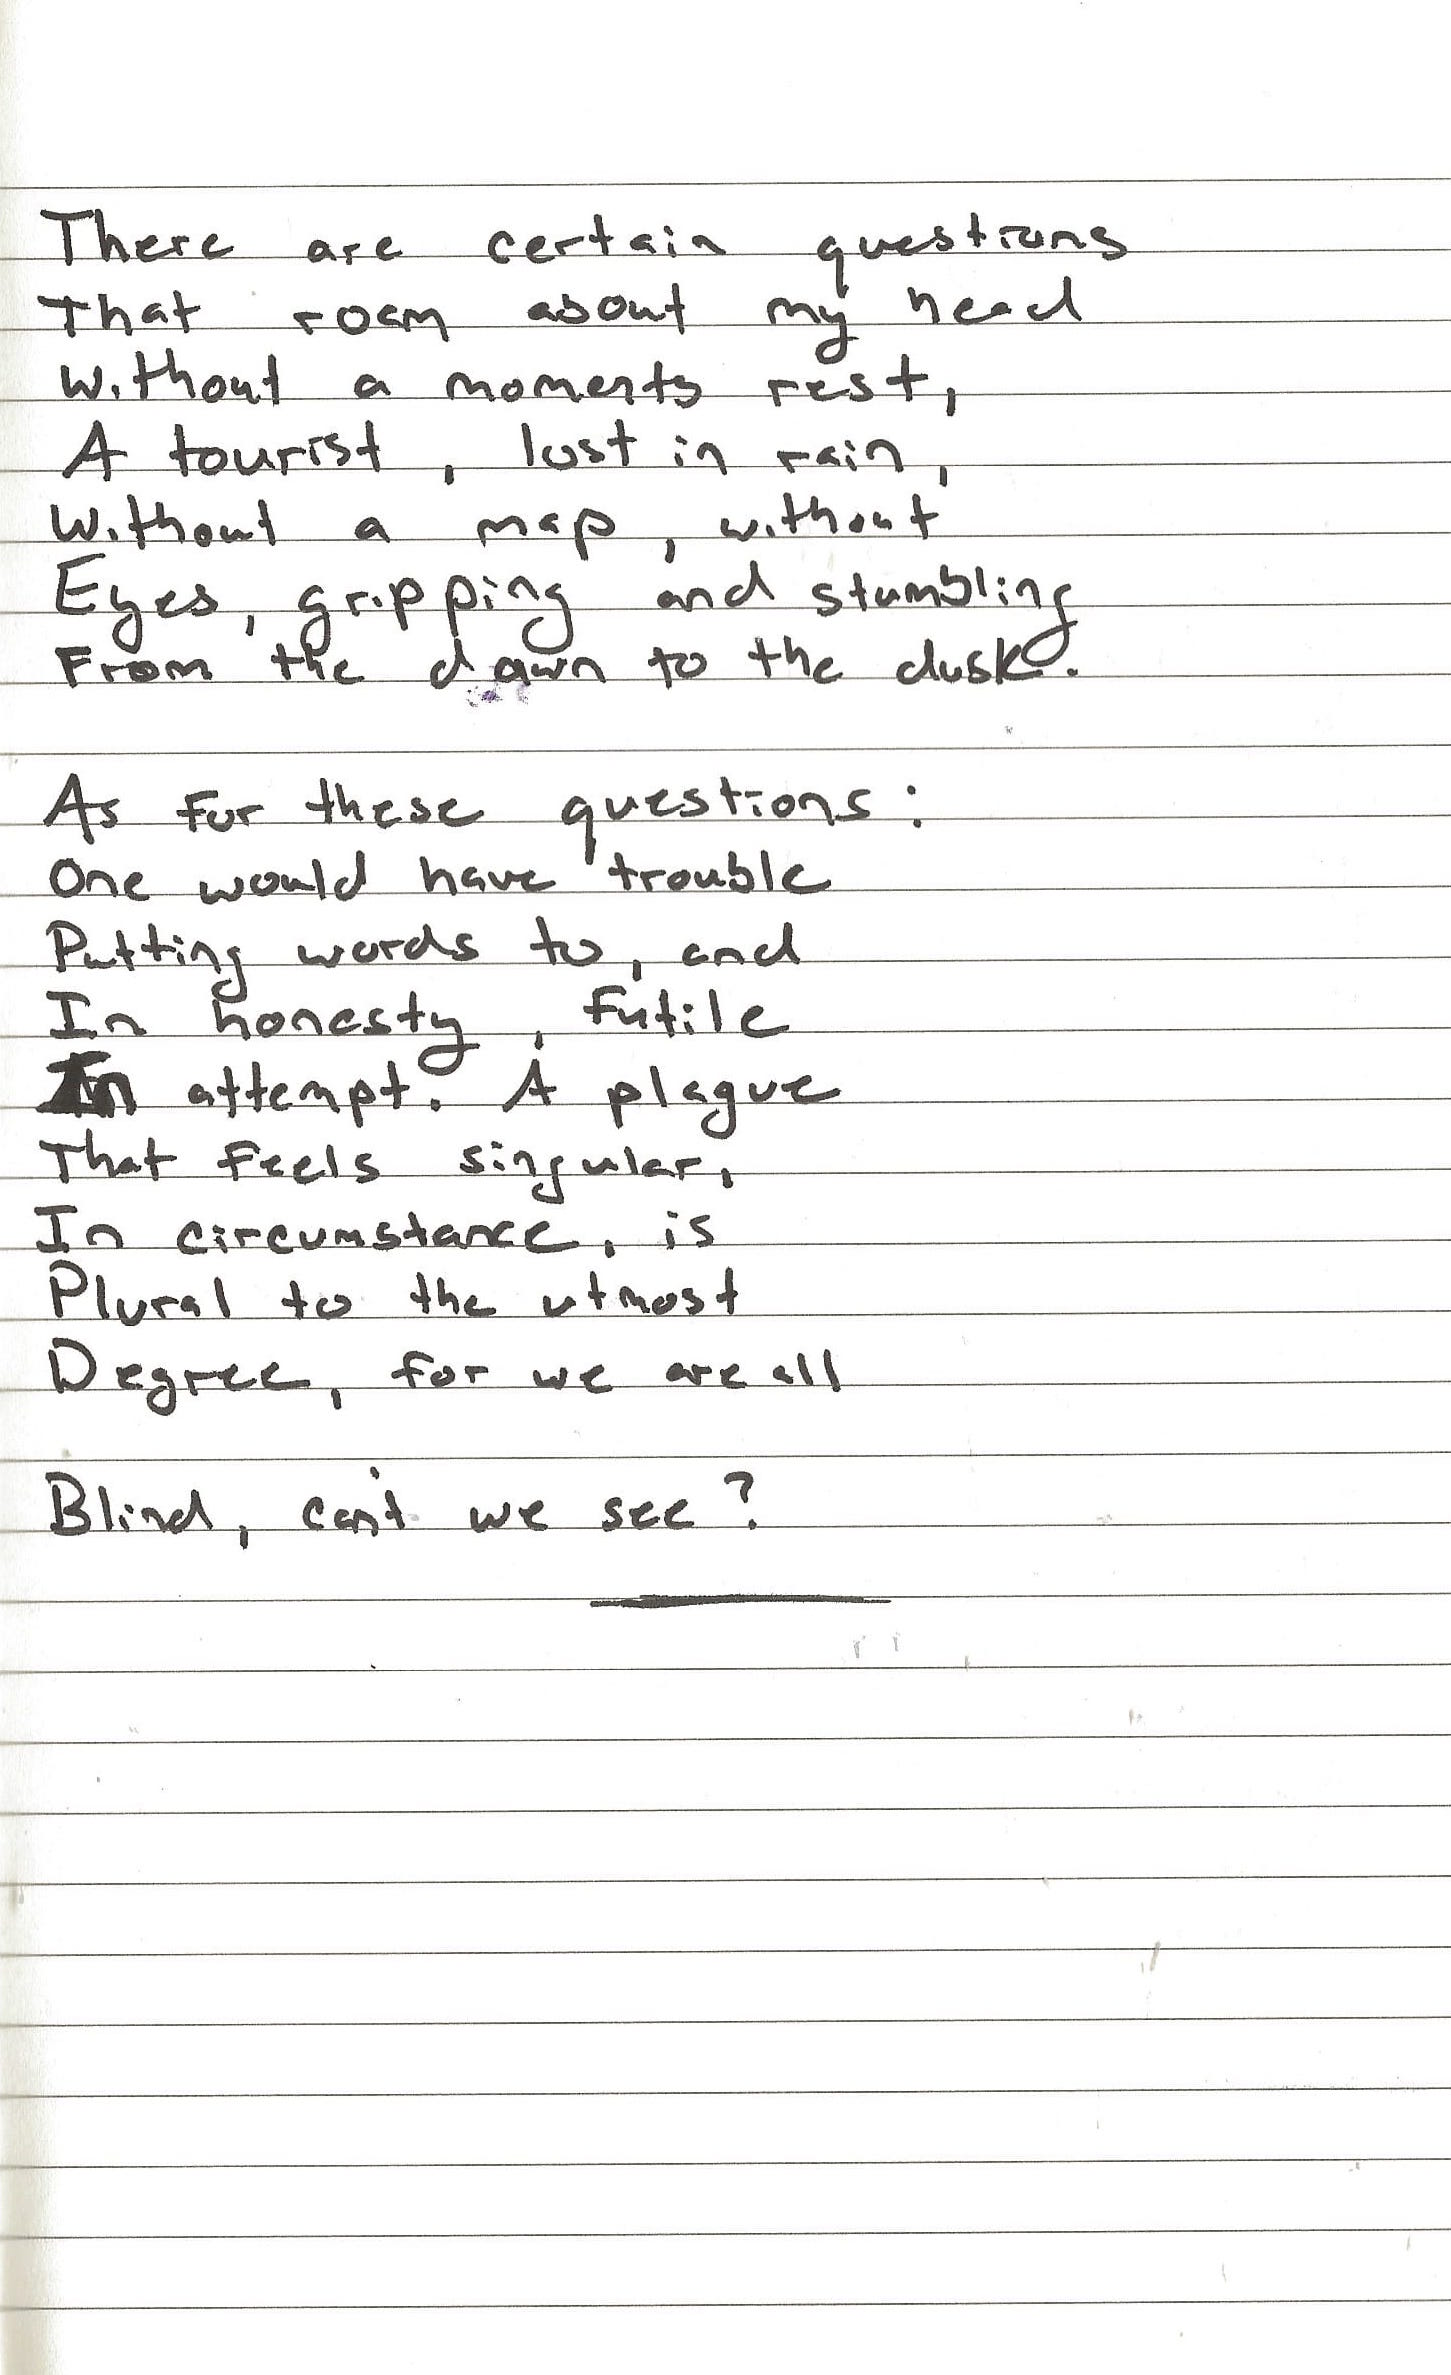 There are certain questions
That roam about my head
Without a moments rest,
A tourist, lost in rain,
Without a map, without
Eyes, gripping and stumbling
From the dawn to the dusk.
As for these questions:
One would have trouble
Putting words to, and
In honesty, futile
In attempt. A plague
That feels singular,
In circumstance, is
Plural to the utmost
Degree, for we are all
Blind, can't we see?